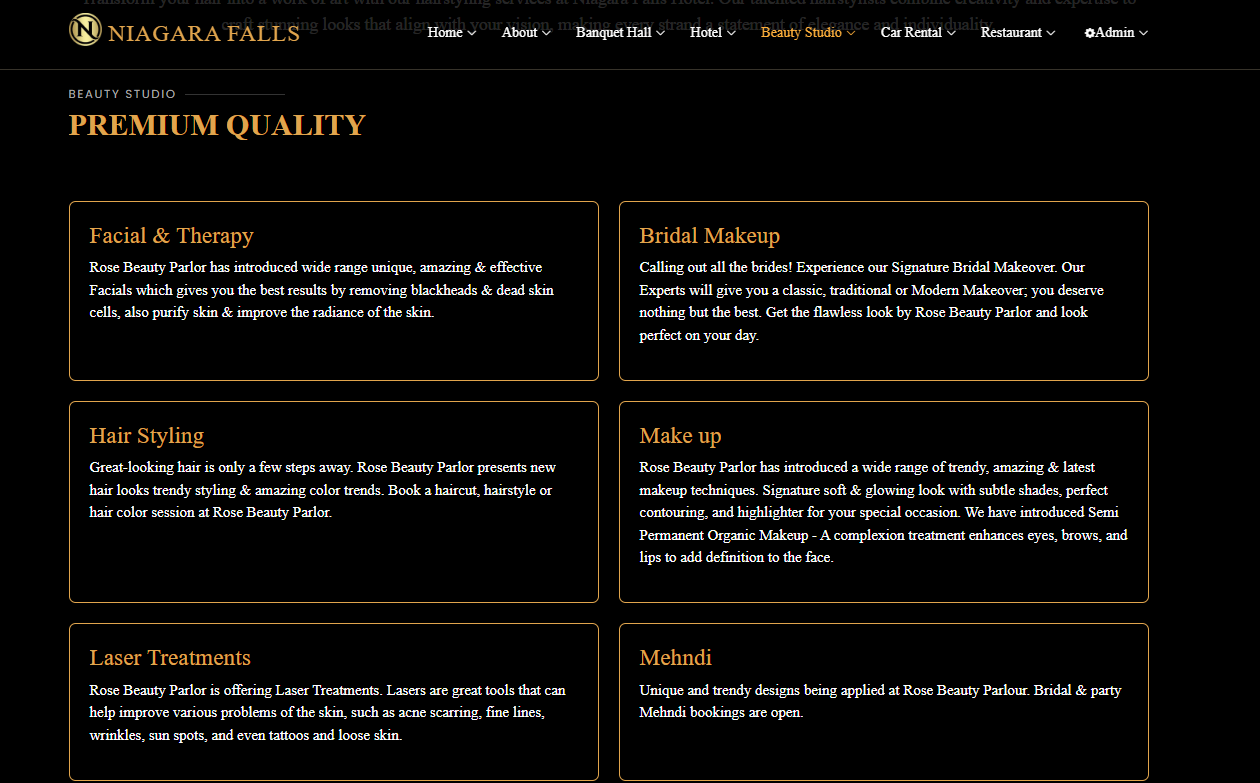 Transform your hair into a work of art with our hairstyling services at Niagara Falls Hotel. Our talented hairstylists combine creativity and expertise to
craft stunning looks that align with your vision, making every strand a statement of elegance and individuality.
N NIAGARA FALLS Home About Banquet Hall Hotel Beauty Studio Car Rental Restaurant Admin
BEAUTY STUDIO
PREMIUM QUALITY
Facial & Therapy
Rose Beauty Parlor has introduced wide range unique, amazing & effective
Facials which gives you the best results by removing blackheads & dead skin
cells, also purify skin & improve the radiance of the skin.
Bridal Makeup
Calling out all the brides! Experience our Signature Bridal Makeover. Our
Experts will give you a classic, traditional or Modern Makeover; you deserve
nothing but the best. Get the flawless look by Rose Beauty Parlor and look
perfect on your day.
Hair Styling
Great-looking hair is only a few steps away. Rose Beauty Parlor presents new
hair looks trendy styling & amazing color trends. Book a haircut, hairstyle or
hair color session at Rose Beauty Parlor.
Make up
Rose Beauty Parlor has introduced a wide range of trendy, amazing & latest
makeup techniques. Signature soft & glowing look with subtle shades, perfect
contouring, and highlighter for your special occasion. We have introduced Semi
Permanent Organic Makeup - A complexion treatment enhances eyes, brows, and
lips to add definition to the face.
Laser Treatments
Rose Beauty Parlor is offering Laser Treatments. Lasers are great tools that can
help improve various problems of the skin, such as acne scarring, fine lines,
wrinkles, sun spots, and even tattoos and loose skin.
Mehndi
Unique and trendy designs being applied at Rose Beauty Parlour. Bridal & party
Mehndi bookings are open.